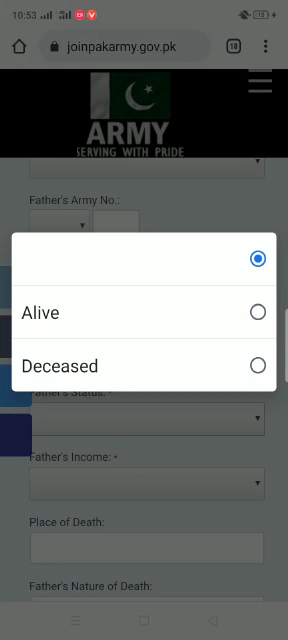 10:53
joinpakarmy.gov.pk
18
ARMY
SERVING WITH PRIDE
Father's Army No.:
Alive
Deceased
Father's Status: *
Father's Income: *
Place of Death:
Father's Nature of Death: